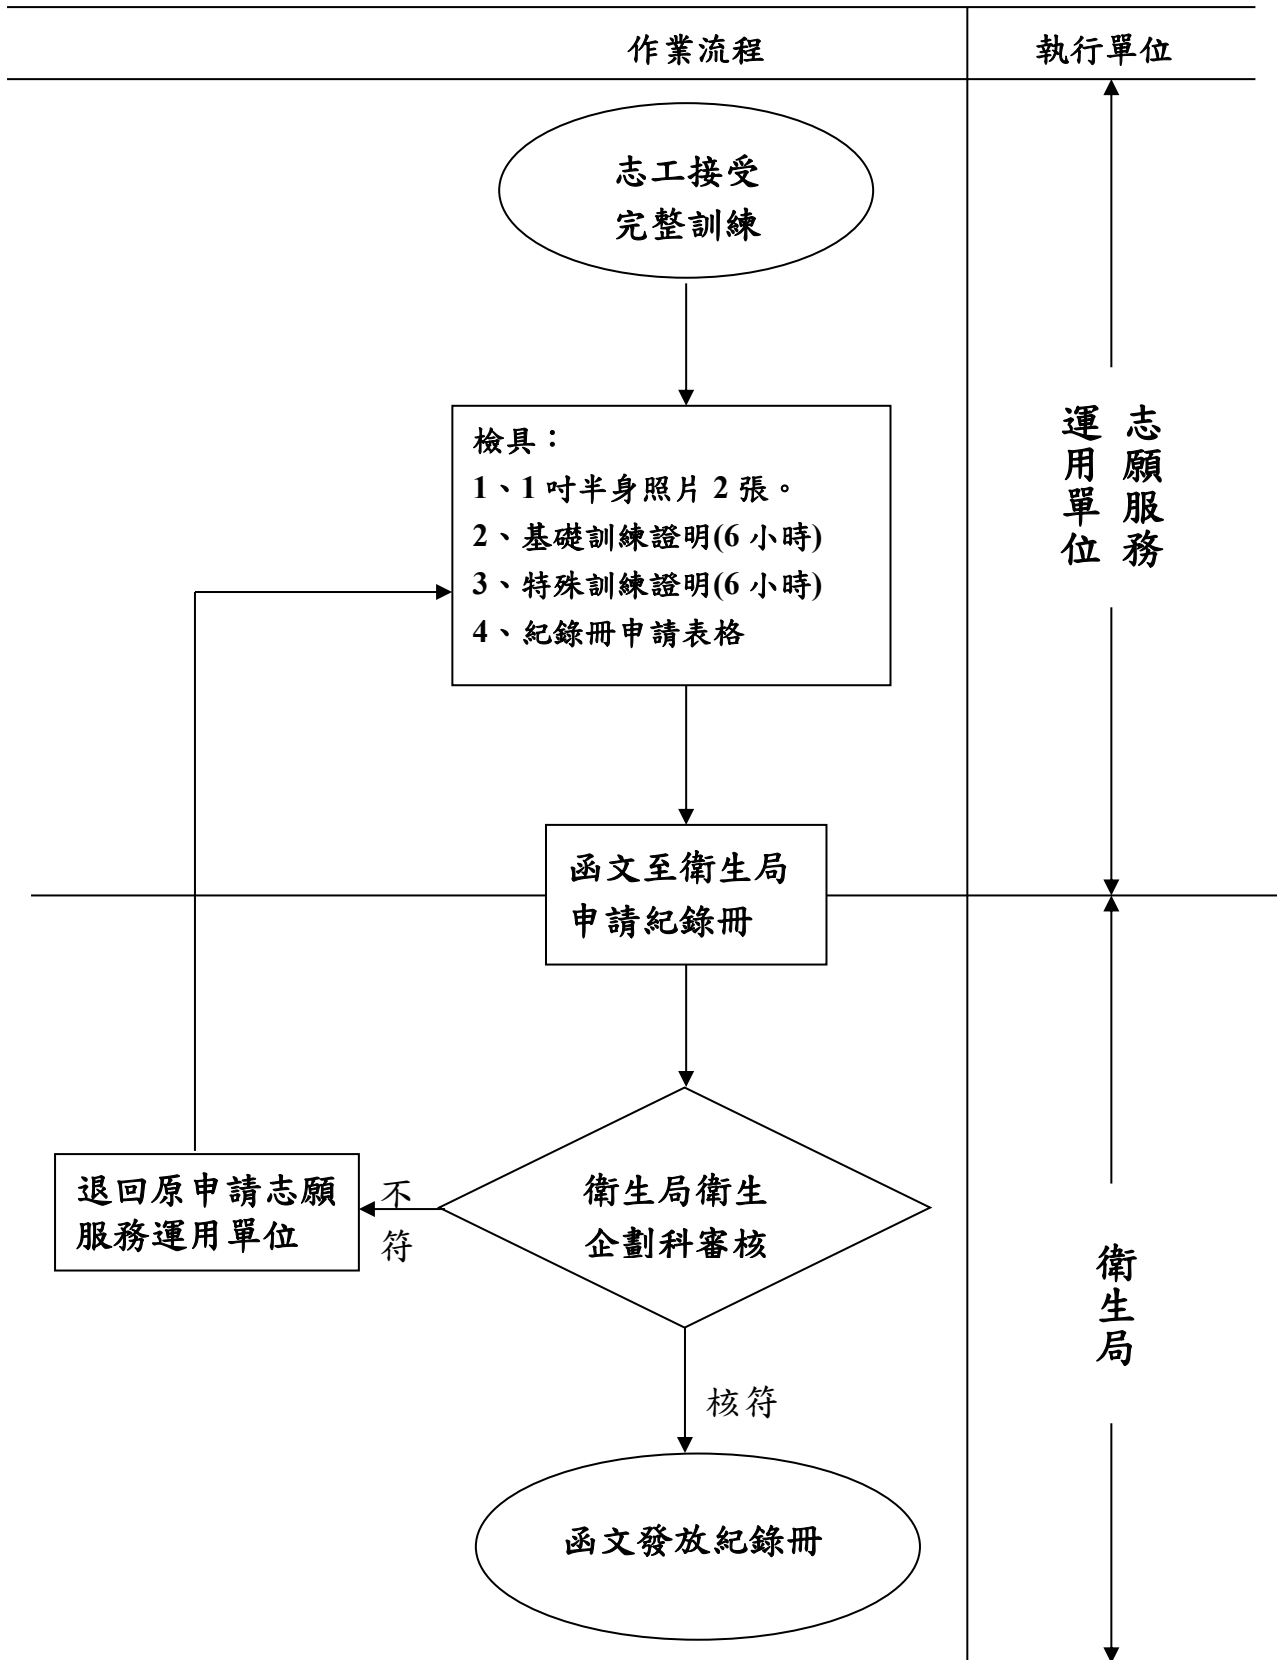 作業流程
執行單位
志工接受
完整訓練
檢具：
1、1 吋半身照片 2 張。
2、基礎訓練證明(6 小時)
3、特殊訓練證明(6 小時)
4、紀錄冊申請表格
志願服務
運用單位
函文至衛生局
申請紀錄冊
衛生局衛生
企劃科審核
不
符
退回原申請志願
服務運用單位
衛生局
核符
函文發放紀錄冊